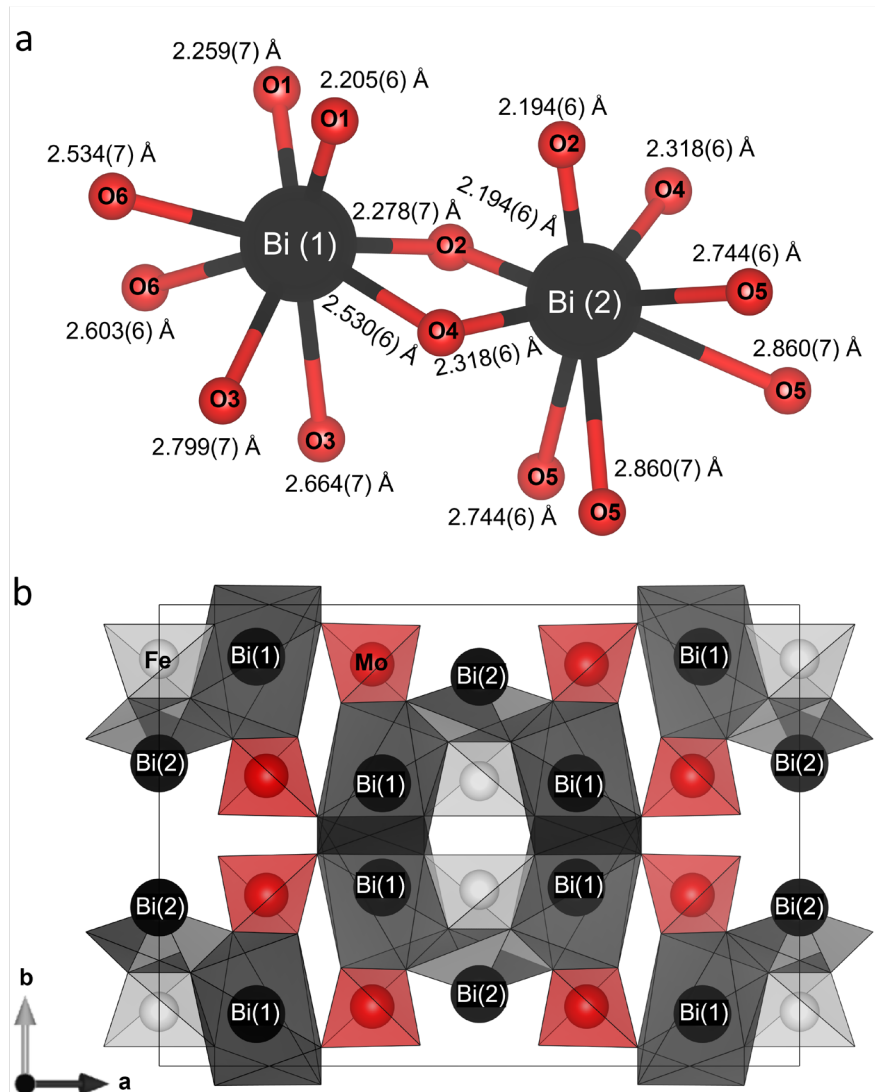 a
2.259(7) Å
2.205(6) Å
O1
O1
2.194(6) Å
O2
2.318(6) Å
O4
2.534(7) Å
O6
2.278(7) Å
2.194(6) Å
Bi (1)
O2
2.744(6) Å
O5
O6
Bi (2)
2.603(6) Å
2.530(6) Å
O4
2.318(6) Å
2.860(7) Å
O5
O3
2.799(7) Å
O3
2.664(7) Å
O5
2.860(7) Å
2.744(6) Å
O5
b
Fe
Bi(1)
Mo
Bi(2)
Bi(1)
Bi(2)
Bi(1)
Bi(1)
Bi(2)
Bi(2)
Bi(1)
Bi(1)
Bi(2)
Bi(1)
Bi(2)
Bi(1)
b
a